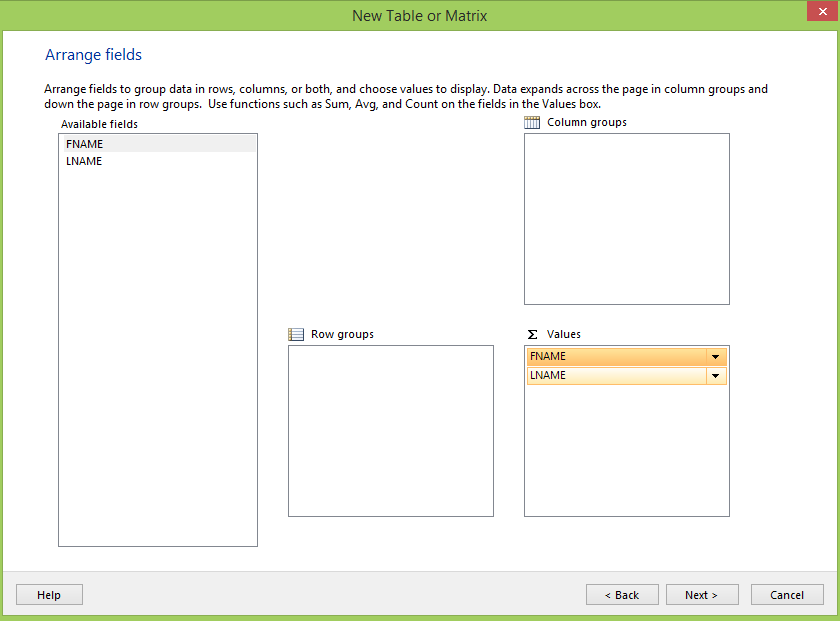 New Table or Matrix
Arrange fields
Arrange fields to group data in rows, columns, or both, and choose values to display. Data expands across the page in column groups and
down the page in row groups.  Use functions such as Sum, Avg, and Count on the fields in the Values box.
Available fields
FNAME
LNAME
Column groups
Row groups
Σ Values
FNAME
LNAME
Help
< Back
Next >
Cancel